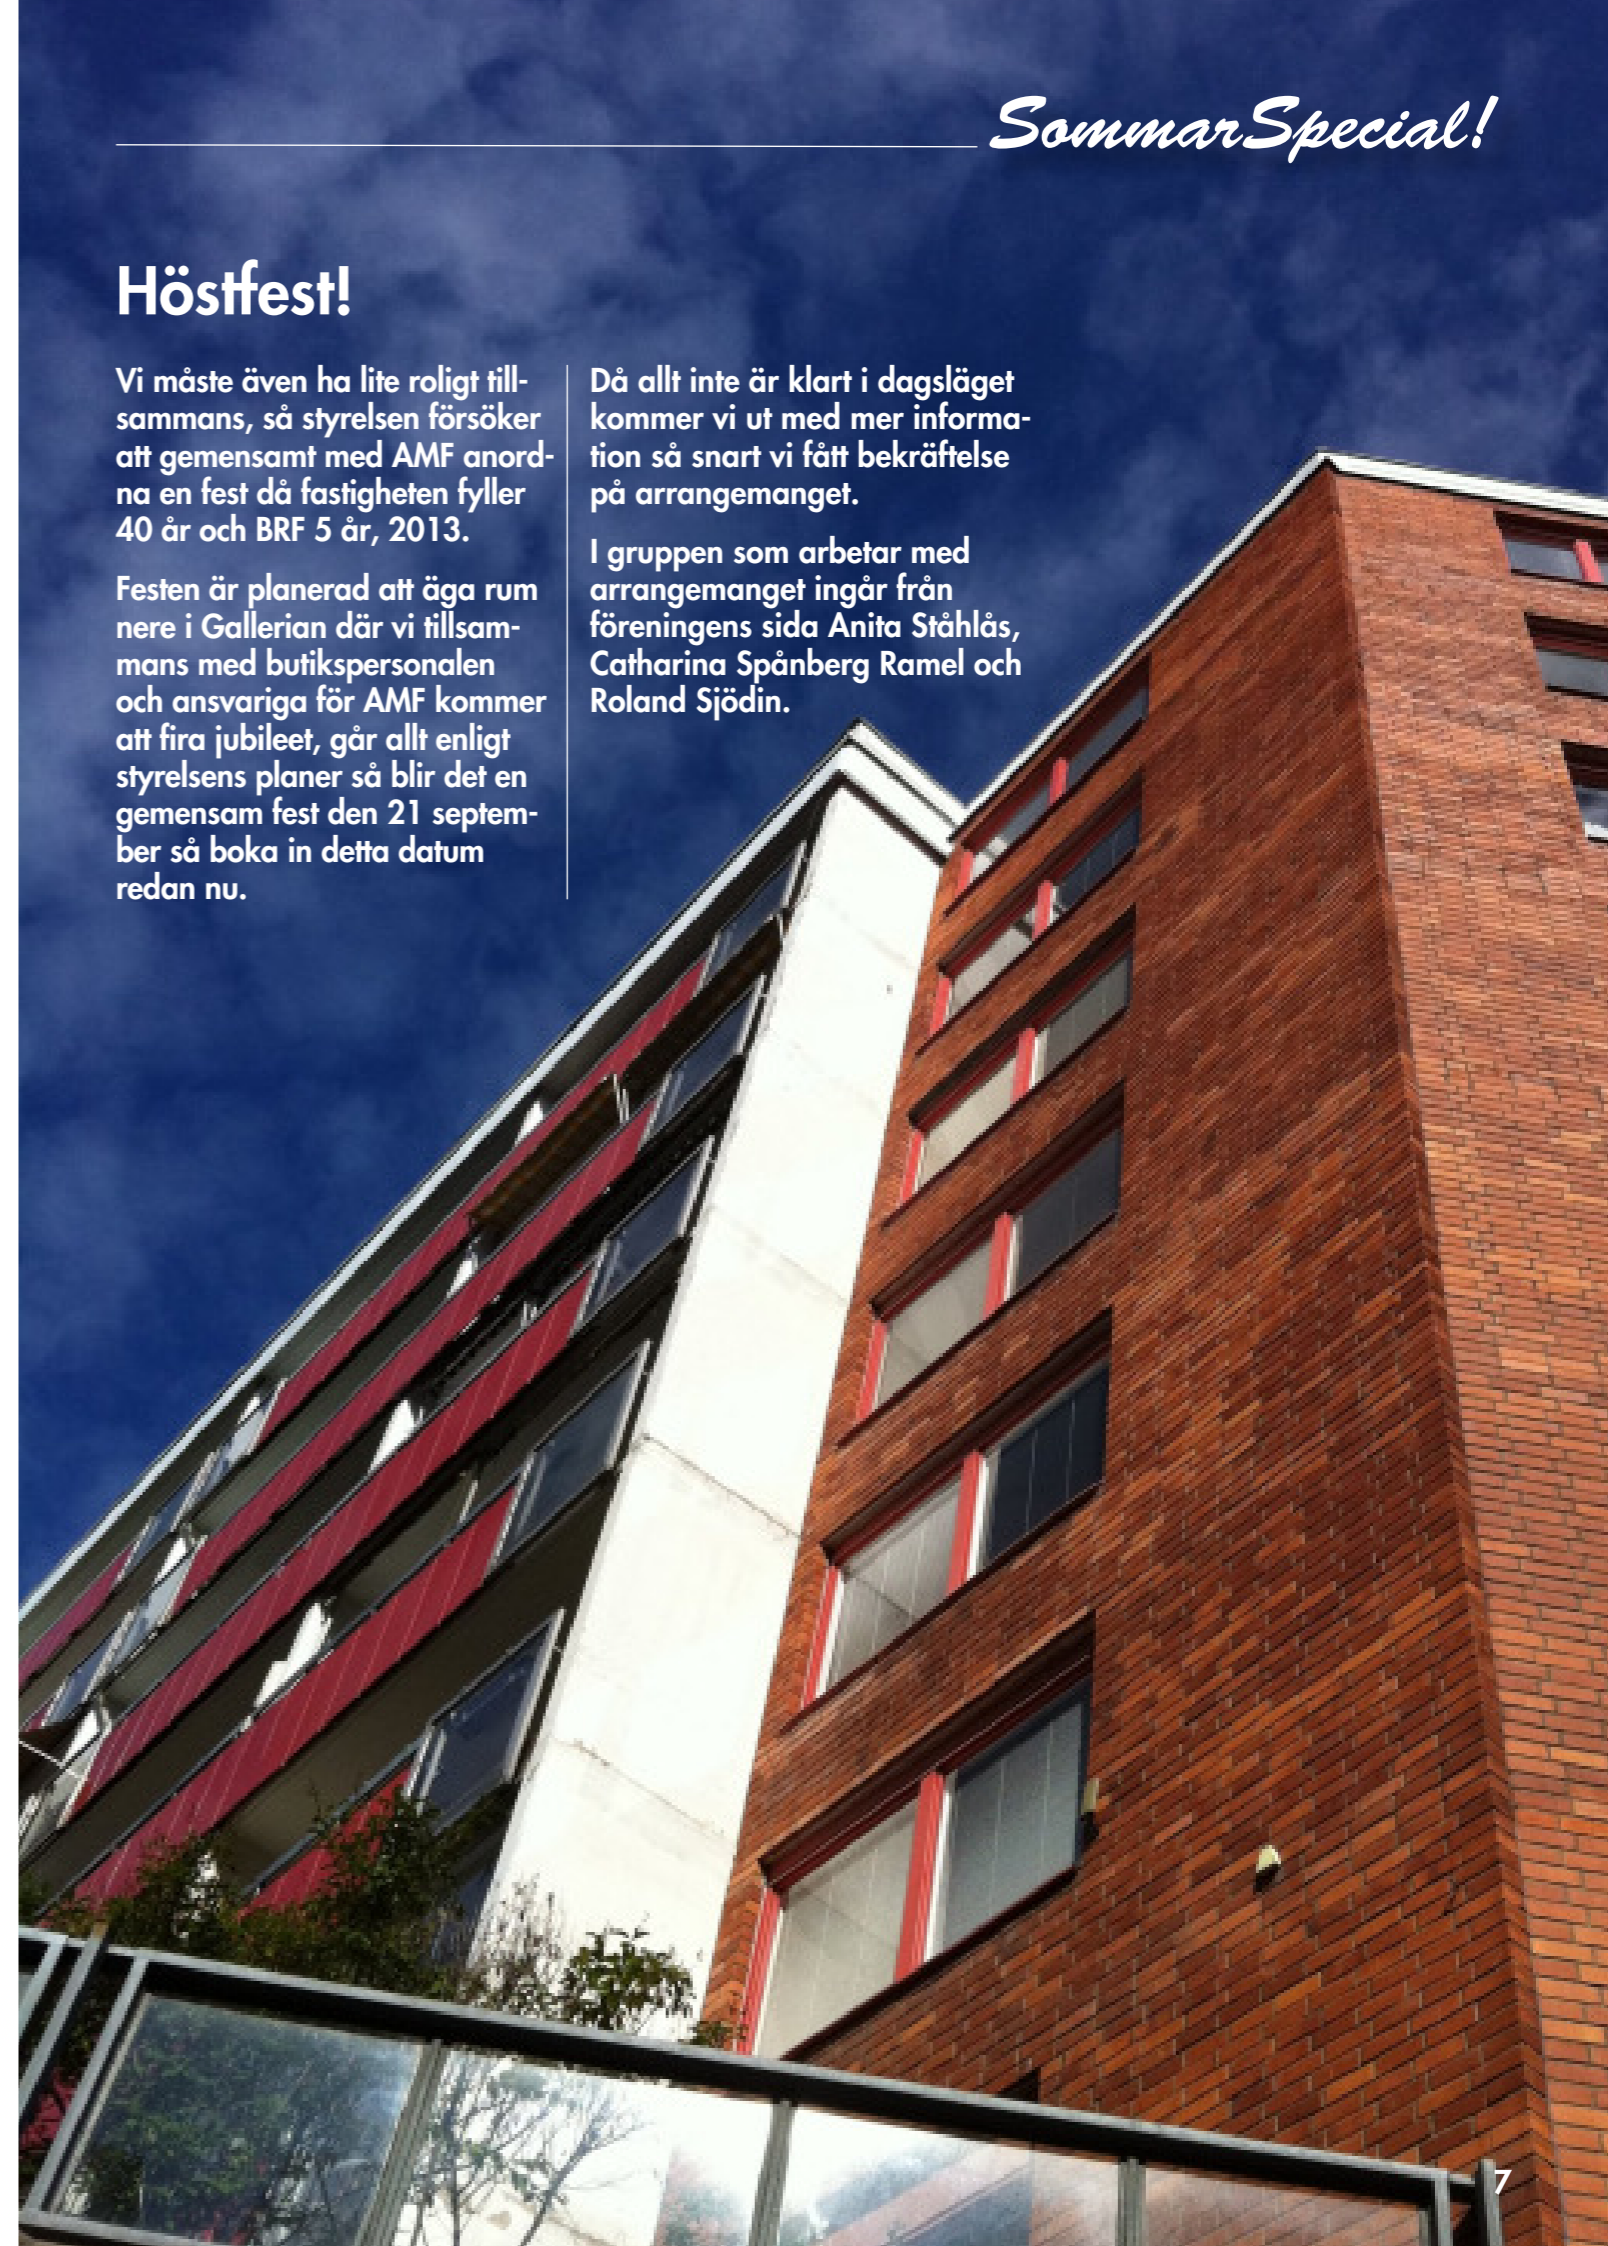 SommarSpecial!
Höstfest!
Vi måste även ha lite roligt till-
sammans, så styrelsen försöker
att gemensamt med AMF anord-
na en fest då fastigheten fyller
40 år och BRF 5 år, 2013.
Festen är planerad att äga rum
nere i Gallerian där vi tillsam-
mans med butikspersonalen
och ansvariga för AMF kommer
att fira jubileet, går allt enligt
styrelsens planer så blir det en
gemensam fest den 21 septem-
ber så boka in detta datum
redan nu.
Då allt inte är klart i dagsläget
kommer vi ut med mer informa-
tion så snart vi fått bekräftelse
på arrangemanget.
I gruppen som arbetar med
arrangemanget ingår från
föreningens sida Anita Ståhlås,
Catharina Spånberg Ramel och
Roland Sjödin.
7